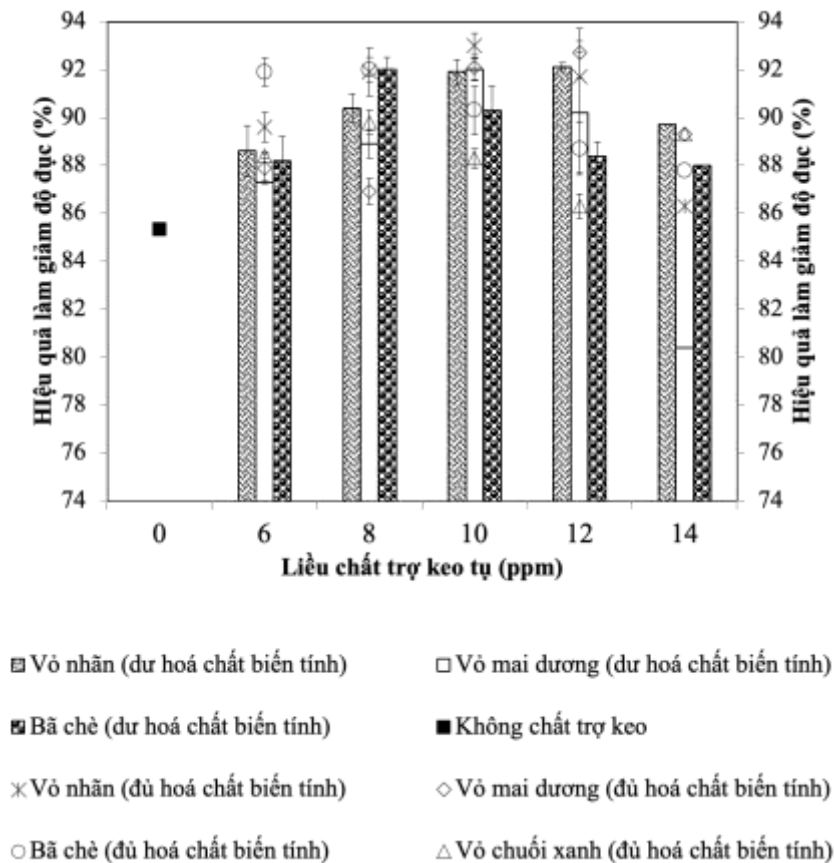 94
92
90
88
86
84
82
80
78
76
74
HIệu quả làm giảm độ đục (%)
94
92
90
88
86
84
82
80
78
76
74
Hiệu quả làm giảm độ đục (%)
0 6 8 10 12 14
Liều chất trợ keo tụ (ppm)
Vỏ nhãn (dư hoá chất biến tính)
Vỏ mai dương (dư hoá chất biến tính)
Bã chè (dư hoá chất biến tính)
Không chất trợ keo
Vỏ nhãn (đủ hoá chất biến tính)
Vỏ mai dương (đủ hoá chất biến tính)
Bã chè (đủ hoá chất biến tính)
Vỏ chuối xanh (đủ hoá chất biến tính)